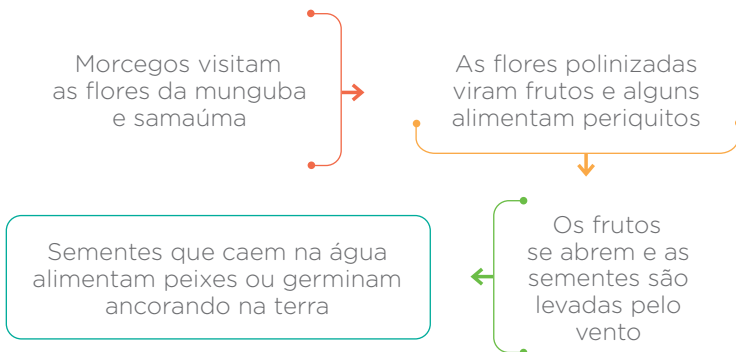 Morcegos visitam
as flores da munguba
e samaúma
As flores polinizadas
viram frutos e alguns
alimentam periquitos
Os frutos
se abrem e as
sementes são
levadas pelo
vento
Sementes que caem na água
alimentam peixes ou germinam
ancorando na terra